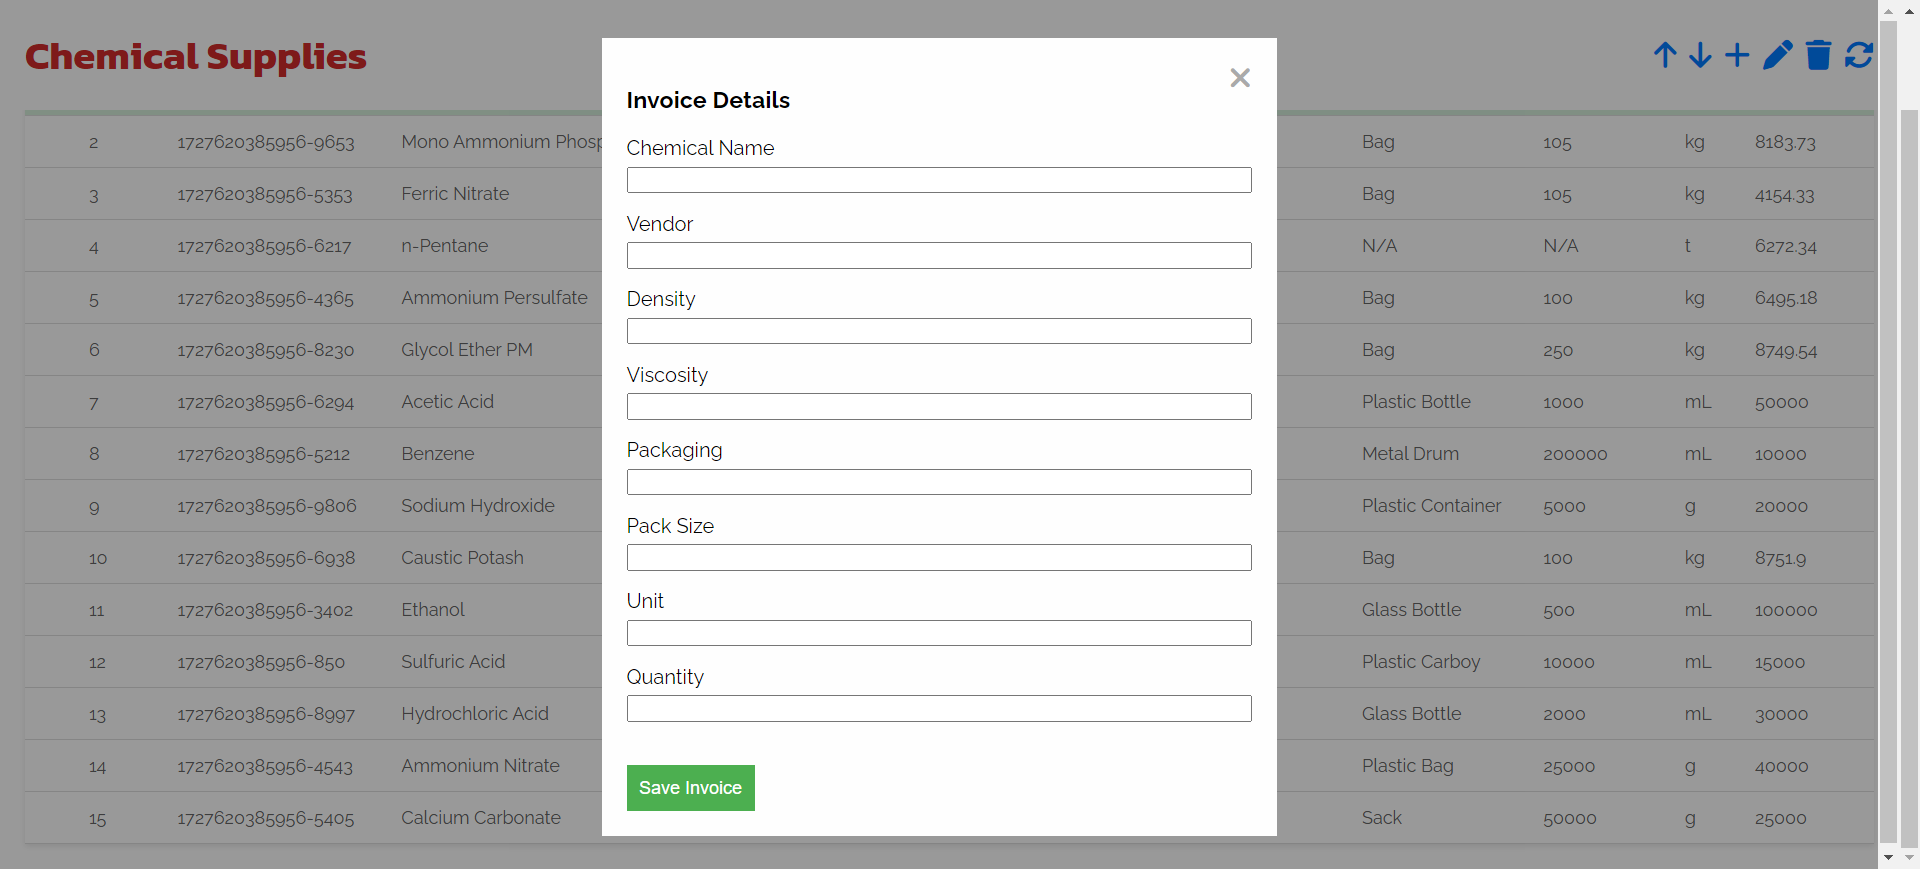 Chemical Supplies
Invoice Details
Chemical Name
Vendor
Density
Viscosity
Packaging
Pack Size
Unit
Quantity
Save Invoice
2 1727620385956-9653 Mono Ammonium Phosp Bag 105 kg 8183.73
3 1727620385956-5353 Ferric Nitrate Bag 105 kg 4154.33
4 1727620385956-6217 n-Pentane N/A N/A t 6272.34
5 1727620385956-4365 Ammonium Persulfate Bag 100 kg 6495.18
6 1727620385956-8230 Glycol Ether PM Bag 250 kg 8749.54
7 1727620385956-6294 Acetic Acid Plastic Bottle 1000 mL 50000
8 1727620385956-5212 Benzene Metal Drum 200000 mL 10000
9 1727620385956-9806 Sodium Hydroxide Plastic Container 5000 g 20000
10 1727620385956-6938 Caustic Potash Bag 100 kg 8751.9
11 1727620385956-3402 Ethanol Glass Bottle 500 mL 100000
12 1727620385956-850 Sulfuric Acid Plastic Carboy 10000 mL 15000
13 1727620385956-8997 Hydrochloric Acid Glass Bottle 2000 mL 30000
14 1727620385956-4543 Ammonium Nitrate Plastic Bag 25000 g 40000
15 1727620385956-5405 Calcium Carbonate Sack 50000 g 25000